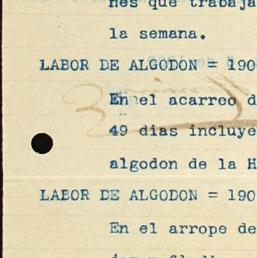 nes que trabaja
la semana.
LABOR DE ALGODON = 190
En el acarreo d
49 dias incluye
algodon de la H
LABOR DE ALGODON = 190
En el arropo de